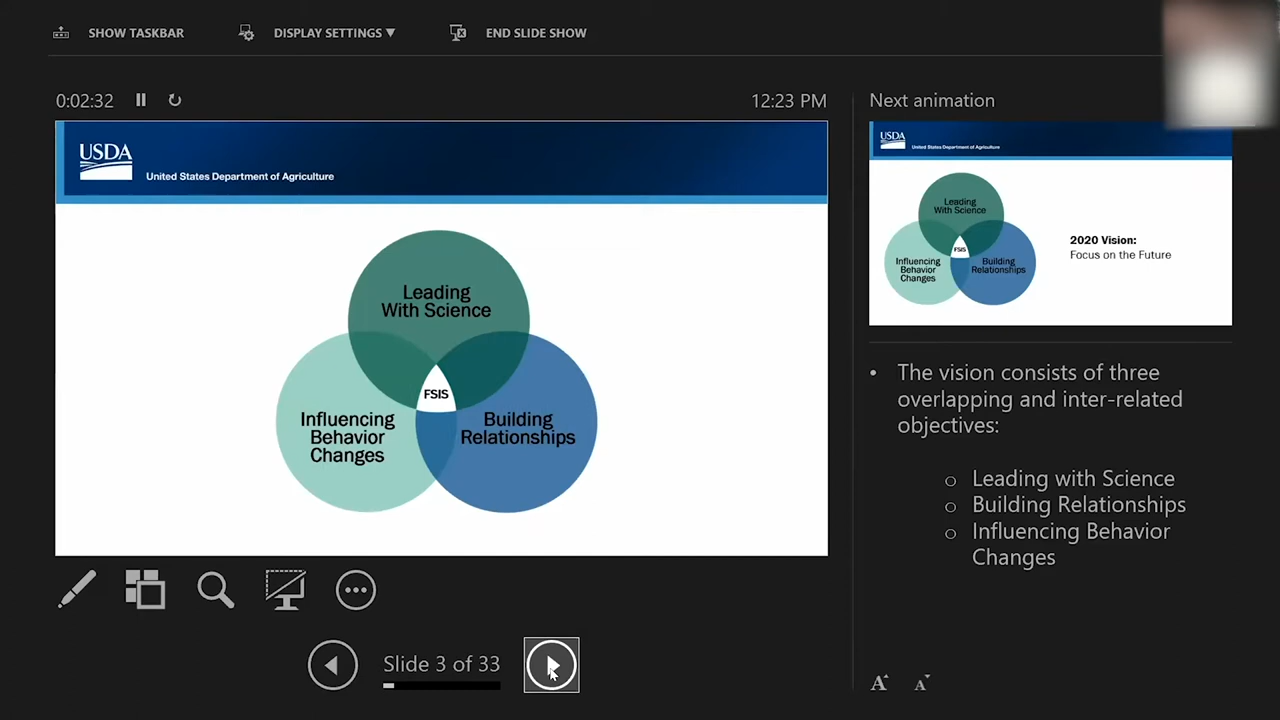 SHOW TASKBAR
DISPLAY SETTINGS ▼
END SLIDE SHOW
0:02:32
12:23 PM
USDA
United States Department of Agriculture
Leading
With Science
FSIS
Influencing
Behavior
Changes
Building
Relationships
Slide 3 of 33
Next animation
USDA
United States Department of Agriculture
Leading
With Science
FSIS
Influencing
Behavior
Changes
Building
Relationships
2020 Vision:
Focus on the Future
• The vision consists of three
overlapping and inter-related
objectives:
o Leading with Science
o Building Relationships
o Influencing Behavior
Changes
A A